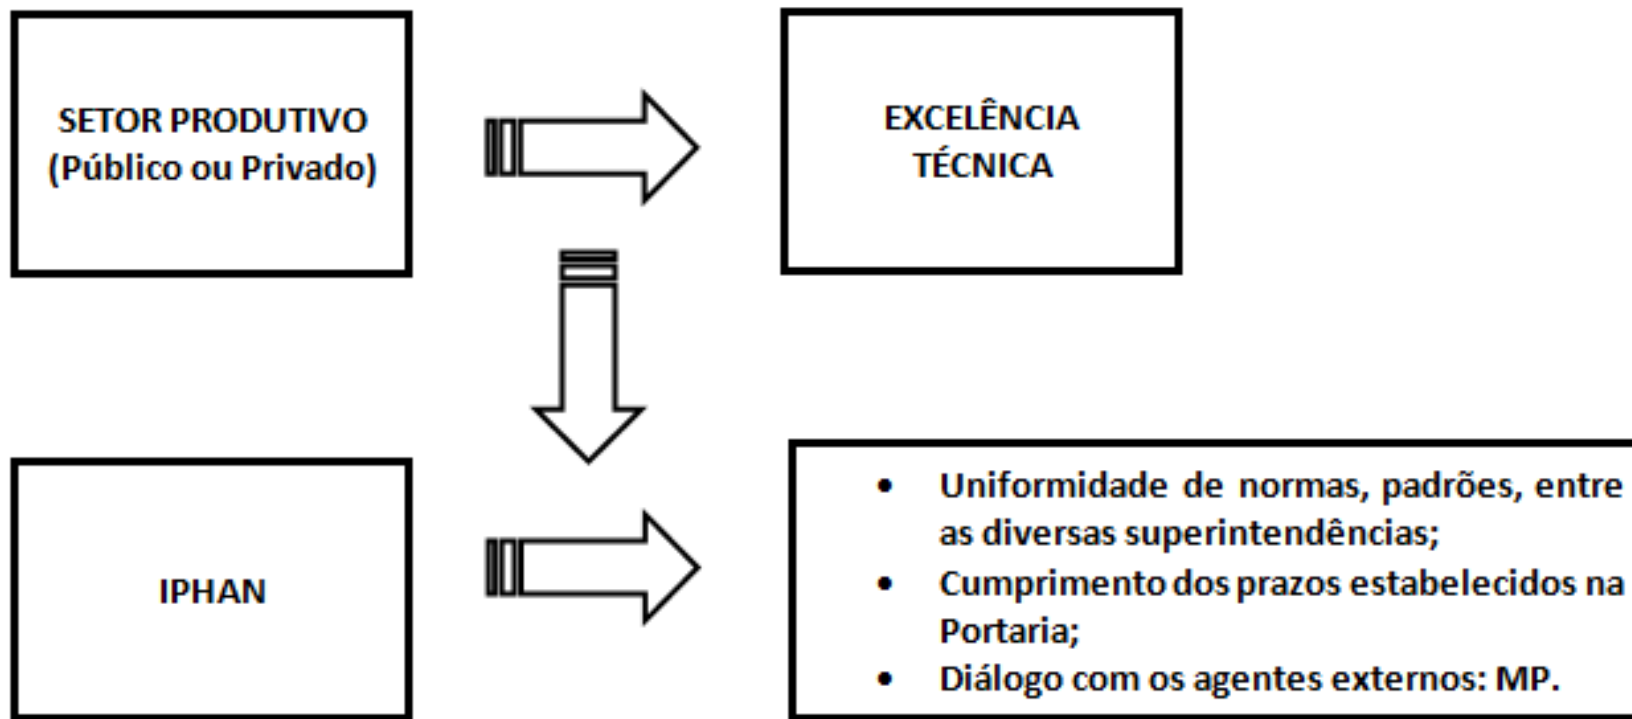 SETOR PRODUTIVO
(Público ou Privado)
EXCELÊNCIA
TÉCNICA
IPHAN
• Uniformidade de normas, padrões, entre
as diversas superintendências;
• Cumprimento dos prazos estabelecidos na
Portaria;
• Diálogo com os agentes externos: MP.